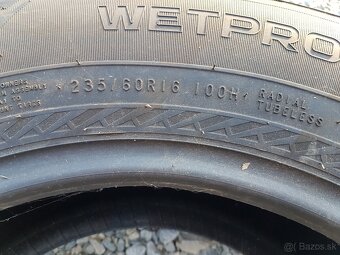 WETPRO
235/60R16 100H RADIAL
TUBELESS
Bazos.sk